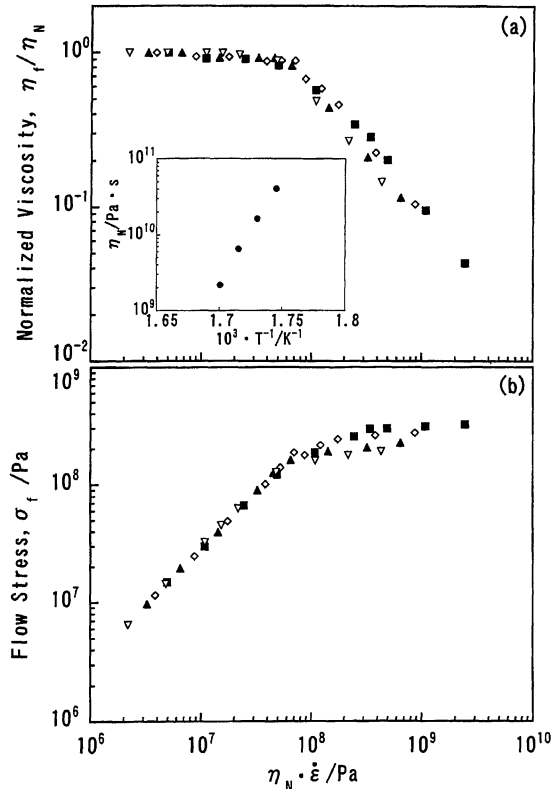 (a)
Normalized Viscosity, η_f/η_N
10⁰
10⁻¹
10⁻²
η_N/Pa·s
10¹¹
10¹⁰
10⁹
1.65 1.7 1.75 1.8
10³·T⁻¹/K⁻¹
(b)
Flow Stress, σ_f /Pa
10⁹
10⁸
10⁷
10⁶
10⁶ 10⁷ 10⁸ 10⁹ 10¹⁰
η_N·ε̇/Pa